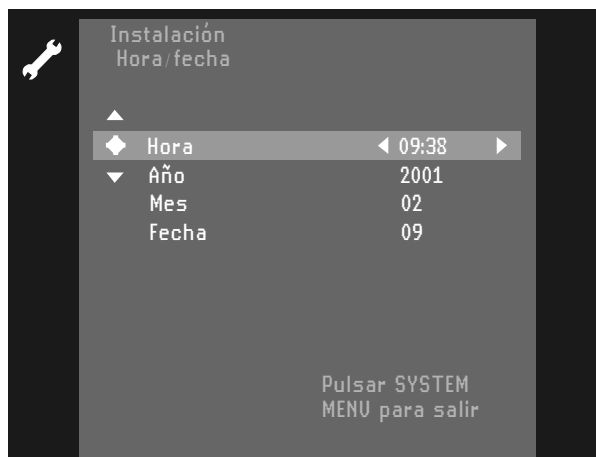 Instalación
Hora/fecha
Hora 09:38
Año 2001
Mes 02
Fecha 09
Pulsar SYSTEM
MENU para salir